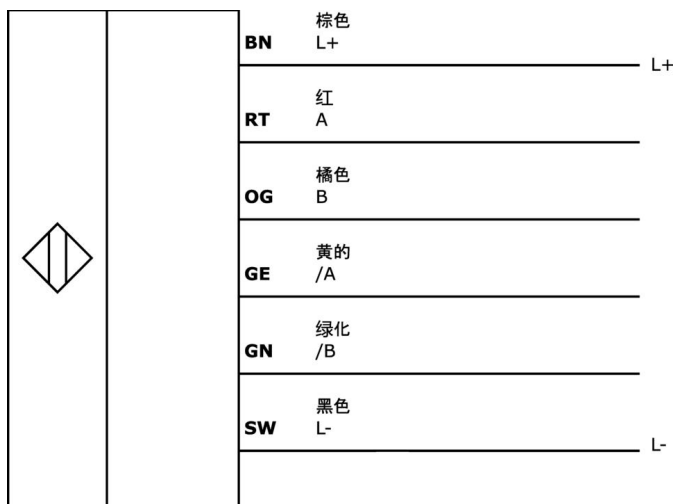 棕色
BN L+
L+
红
RT A
橘色
OG B
黄的
GE /A
绿化
GN /B
黑色
SW L-
L-